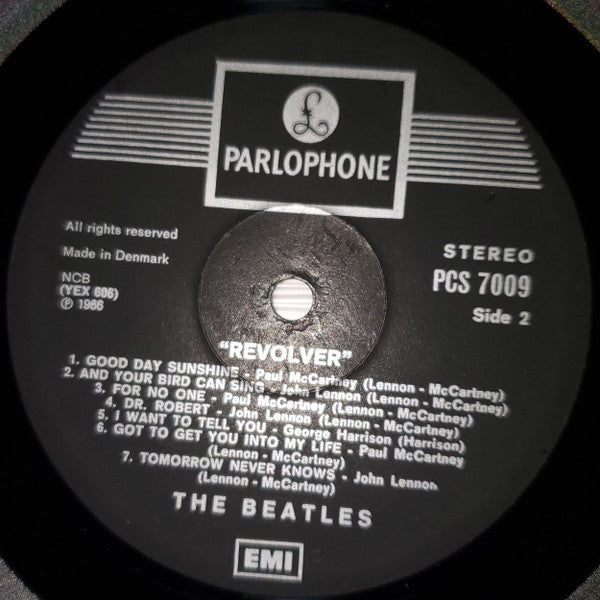 £
PARLOPHONE
All rights reserved
Made in Denmark
NCB
(YEX 606)
℗ 1966
STEREO
PCS 7009
Side 2
"REVOLVER"
1. GOOD DAY SUNSHINE - Paul McCartney (Lennon - McCartney)
2. AND YOUR BIRD CAN SING - John Lennon (Lennon - McCartney)
3. FOR NO ONE - Paul McCartney (Lennon - McCartney)
4. DR. ROBERT - John Lennon (Lennon - McCartney)
5. I WANT TO TELL YOU - George Harrison (Harrison)
6. GOT TO GET YOU INTO MY LIFE - Paul McCartney
(Lennon - McCartney)
7. TOMORROW NEVER KNOWS - John Lennon
(Lennon - McCartney)
THE BEATLES
EMI